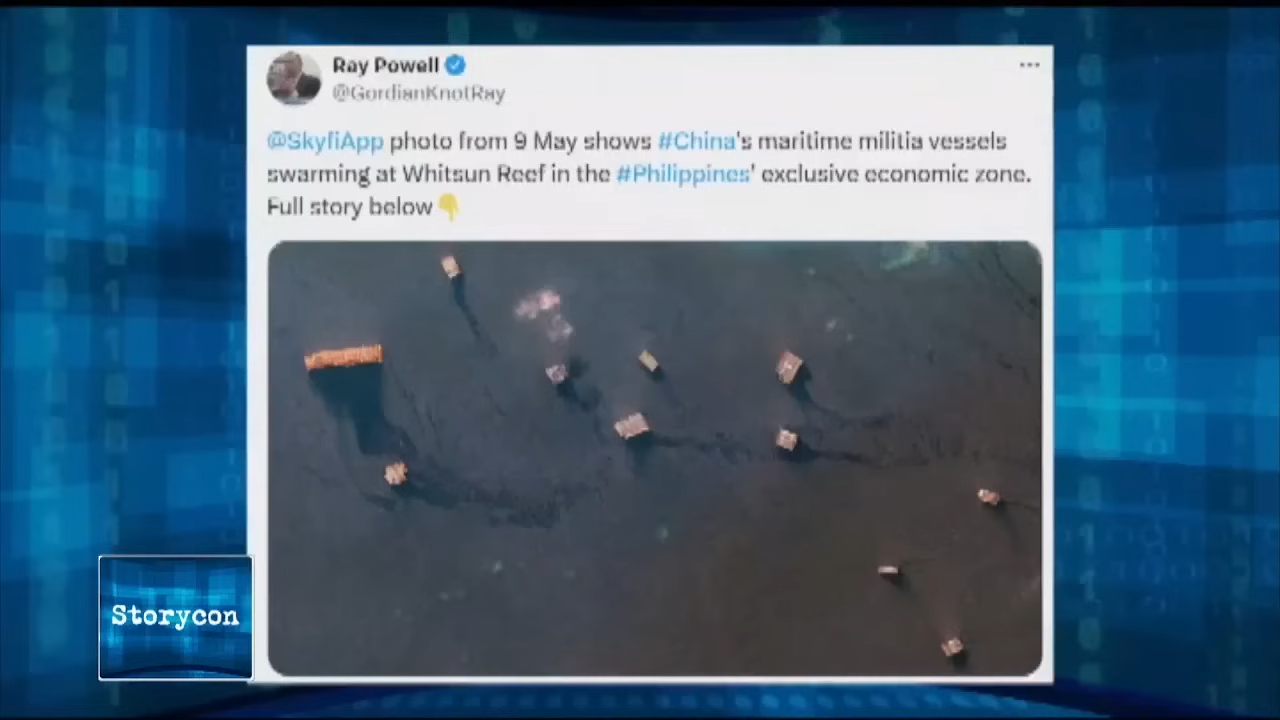 Ray Powell
@GordianKnotRay
@SkyfiApp photo from 9 May shows #China's maritime militia vessels
swarming at Whitsun Reef in the #Philippines' exclusive economic zone.
Full story below👇
Storycon